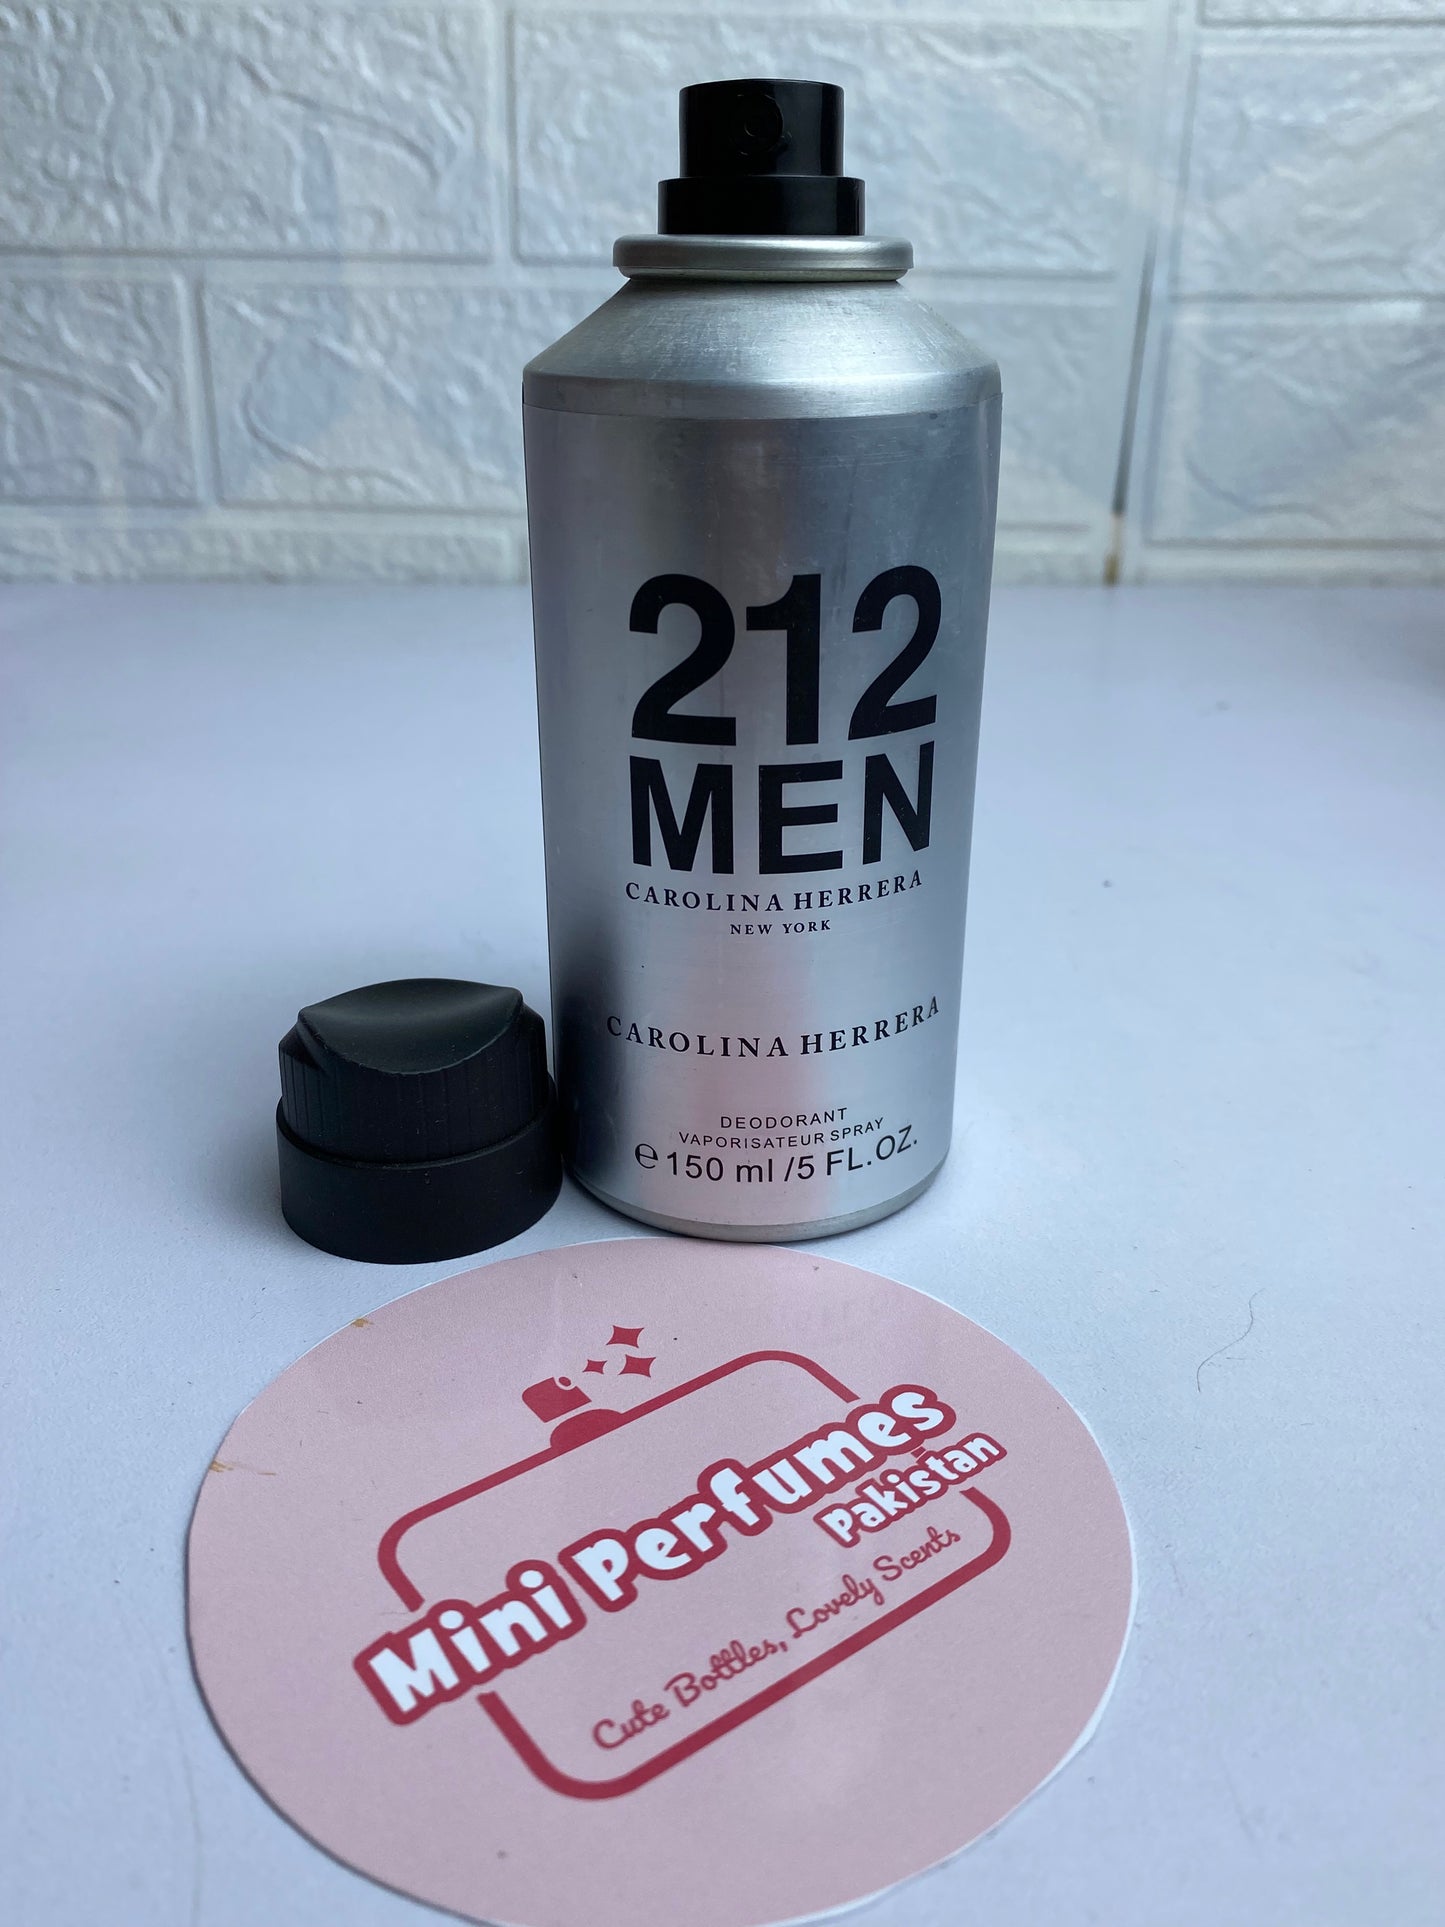 212
MEN
CAROLINA HERRERA
NEW YORK
CAROLINA HERRERA
DEODORANT
VAPORISATEUR SPRAY
℮ 150 ml /5 FL.OZ.
Mini Perfumes
Pakistan
Cute Bottles, Lovely Scents